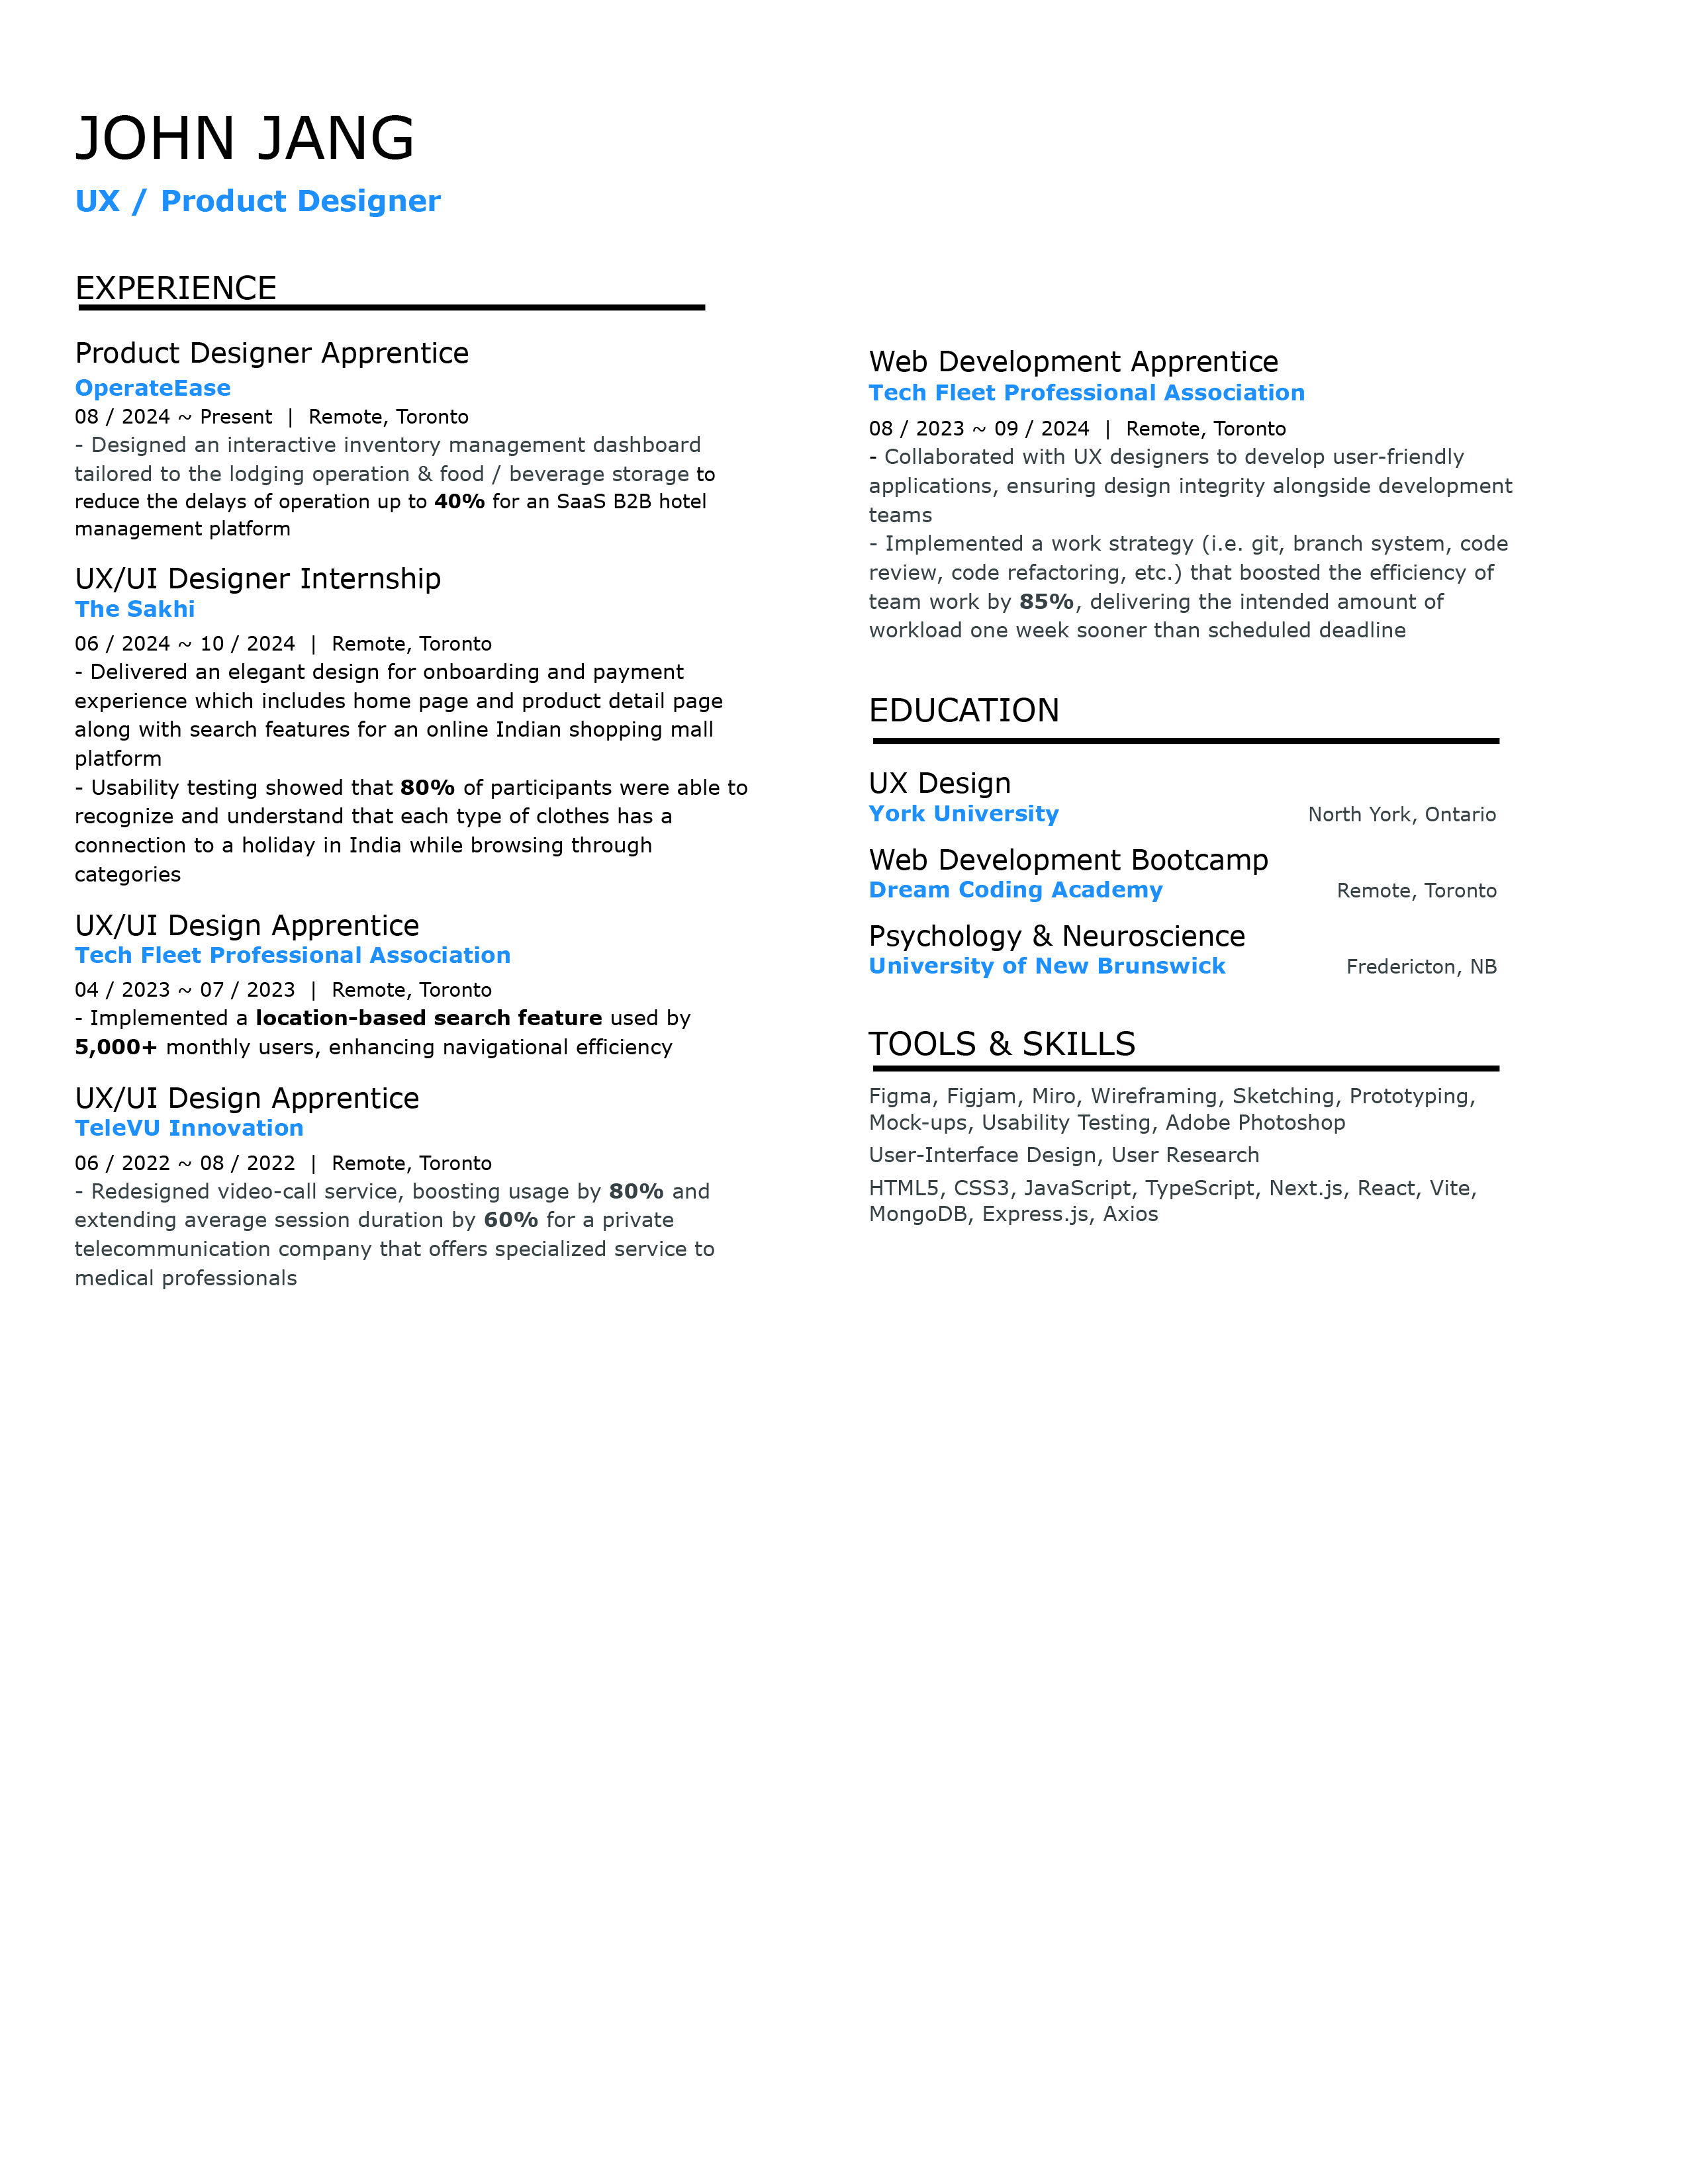 JOHN JANG
UX / Product Designer
EXPERIENCE
Product Designer Apprentice
OperateEase
08 / 2024 ~ Present | Remote, Toronto
- Designed an interactive inventory management dashboard
tailored to the lodging operation & food / beverage storage to
reduce the delays of operation up to 40% for an SaaS B2B hotel
management platform
UX/UI Designer Internship
The Sakhi
06 / 2024 ~ 10 / 2024 | Remote, Toronto
- Delivered an elegant design for onboarding and payment
experience which includes home page and product detail page
along with search features for an online Indian shopping mall
platform
- Usability testing showed that 80% of participants were able to
recognize and understand that each type of clothes has a
connection to a holiday in India while browsing through
categories
UX/UI Design Apprentice
Tech Fleet Professional Association
04 / 2023 ~ 07 / 2023 | Remote, Toronto
- Implemented a location-based search feature used by
5,000+ monthly users, enhancing navigational efficiency
UX/UI Design Apprentice
TeleVU Innovation
06 / 2022 ~ 08 / 2022 | Remote, Toronto
- Redesigned video-call service, boosting usage by 80% and
extending average session duration by 60% for a private
telecommunication company that offers specialized service to
medical professionals
Web Development Apprentice
Tech Fleet Professional Association
08 / 2023 ~ 09 / 2024 | Remote, Toronto
- Collaborated with UX designers to develop user-friendly
applications, ensuring design integrity alongside development
teams
- Implemented a work strategy (i.e. git, branch system, code
review, code refactoring, etc.) that boosted the efficiency of
team work by 85%, delivering the intended amount of
workload one week sooner than scheduled deadline
EDUCATION
UX Design
York University North York, Ontario
Web Development Bootcamp
Dream Coding Academy Remote, Toronto
Psychology & Neuroscience
University of New Brunswick Fredericton, NB
TOOLS & SKILLS
Figma, Figjam, Miro, Wireframing, Sketching, Prototyping,
Mock-ups, Usability Testing, Adobe Photoshop
User-Interface Design, User Research
HTML5, CSS3, JavaScript, TypeScript, Next.js, React, Vite,
MongoDB, Express.js, Axios